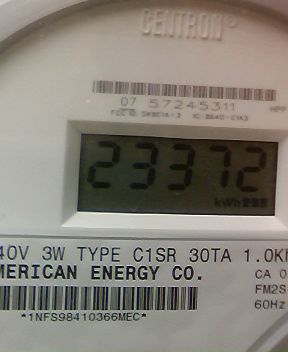 CENTRON
07 57245311
23372
kWh
40V 3W TYPE C1SR 30TA 1.0K
MERICAN ENERGY CO.
CA 0
FM2S
60Hz
*1NFS98410366MEC*